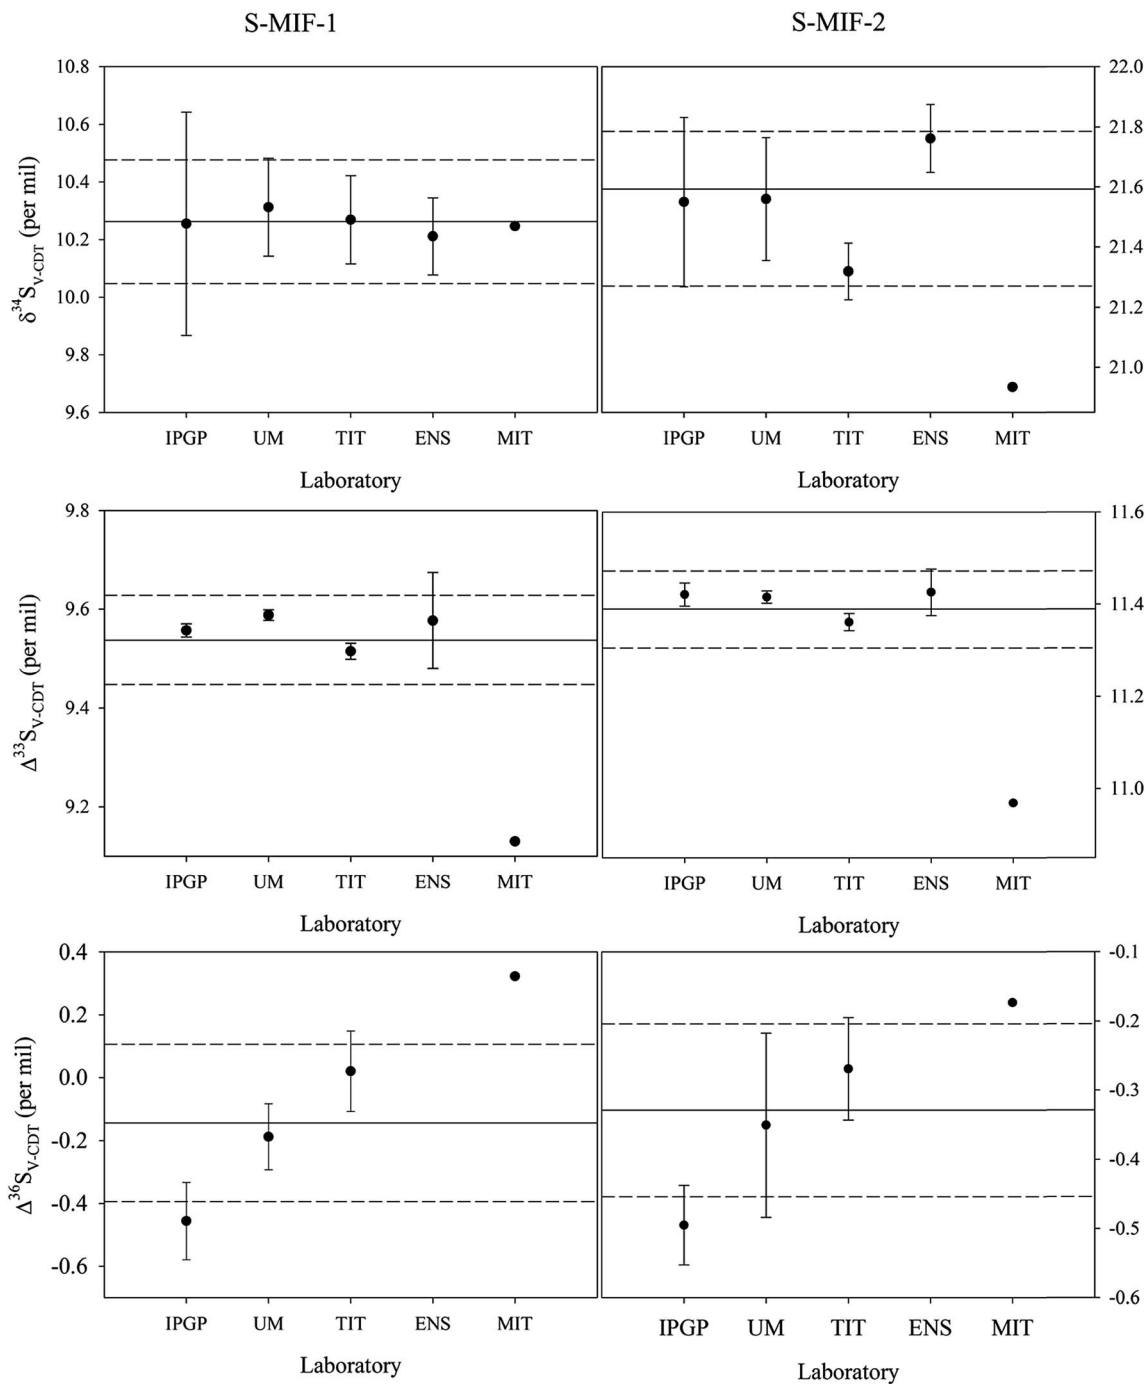 S-MIF-1 S-MIF-2
10.8
10.6
10.4
10.2
10.0
9.8
9.6
δ³⁴S_V-CDT (per mil)
22.0
21.8
21.6
21.4
21.2
21.0
IPGP UM TIT ENS MIT
IPGP UM TIT ENS MIT
Laboratory Laboratory
9.8
9.6
9.4
9.2
Δ³³S_V-CDT (per mil)
11.6
11.4
11.2
11.0
IPGP UM TIT ENS MIT
IPGP UM TIT ENS MIT
Laboratory Laboratory
0.4
0.2
0.0
-0.2
-0.4
-0.6
Δ³⁶S_V-CDT (per mil)
-0.1
-0.2
-0.3
-0.4
-0.5
-0.6
IPGP UM TIT ENS MIT
IPGP UM TIT ENS MIT
Laboratory Laboratory